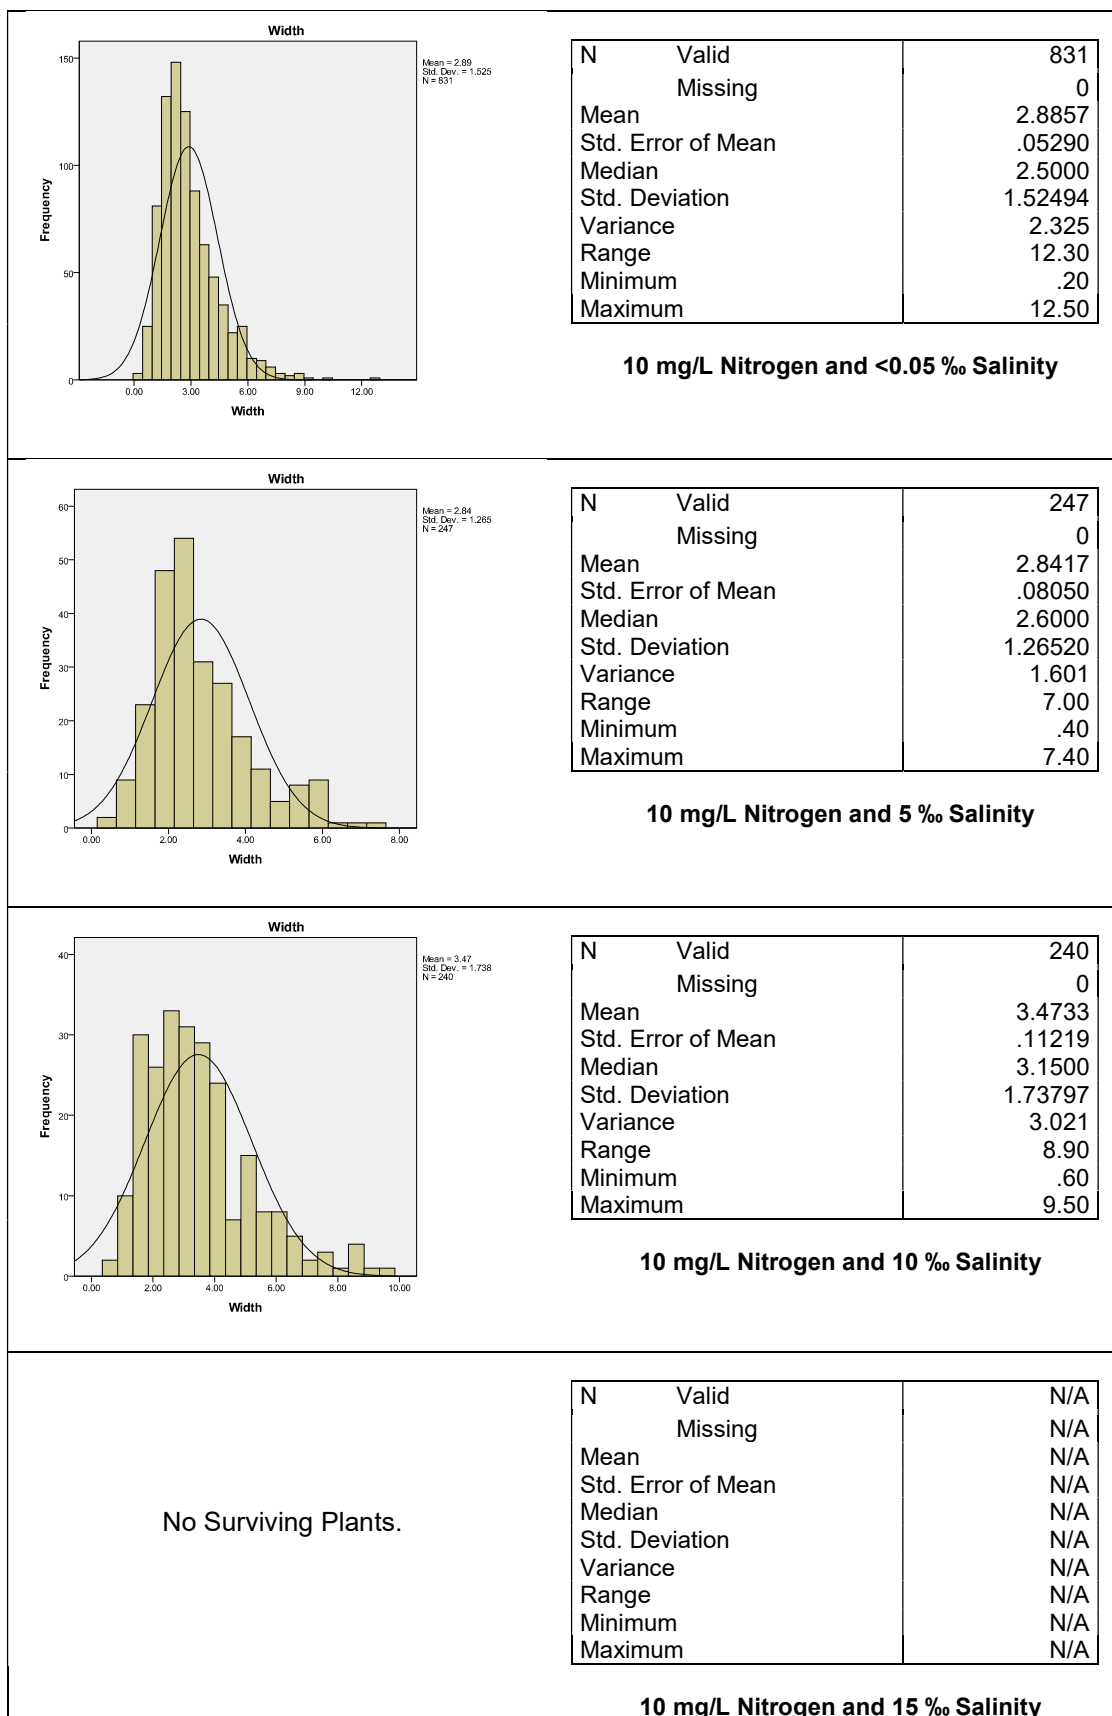 Width
Mean = 2.89
Std. Dev. = 1.525
N = 831
150
100
50
0
Frequency
0.00 3.00 6.00 9.00 12.00
Width
N Valid 831
Missing 0
Mean 2.8857
Std. Error of Mean .05290
Median 2.5000
Std. Deviation 1.52494
Variance 2.325
Range 12.30
Minimum .20
Maximum 12.50
10 mg/L Nitrogen and <0.05 ‰ Salinity
Width
Mean = 2.84
Std. Dev. = 1.265
N = 247
60
50
40
30
20
10
0
Frequency
0.00 2.00 4.00 6.00 8.00
Width
N Valid 247
Missing 0
Mean 2.8417
Std. Error of Mean .08050
Median 2.6000
Std. Deviation 1.26520
Variance 1.601
Range 7.00
Minimum .40
Maximum 7.40
10 mg/L Nitrogen and 5 ‰ Salinity
Width
Mean = 3.47
Std. Dev. = 1.738
N = 240
40
30
20
10
0
Frequency
0.00 2.00 4.00 6.00 8.00 10.00
Width
N Valid 240
Missing 0
Mean 3.4733
Std. Error of Mean .11219
Median 3.1500
Std. Deviation 1.73797
Variance 3.021
Range 8.90
Minimum .60
Maximum 9.50
10 mg/L Nitrogen and 10 ‰ Salinity
No Surviving Plants.
N Valid N/A
Missing N/A
Mean N/A
Std. Error of Mean N/A
Median N/A
Std. Deviation N/A
Variance N/A
Range N/A
Minimum N/A
Maximum N/A
10 mg/L Nitrogen and 15 ‰ Salinity